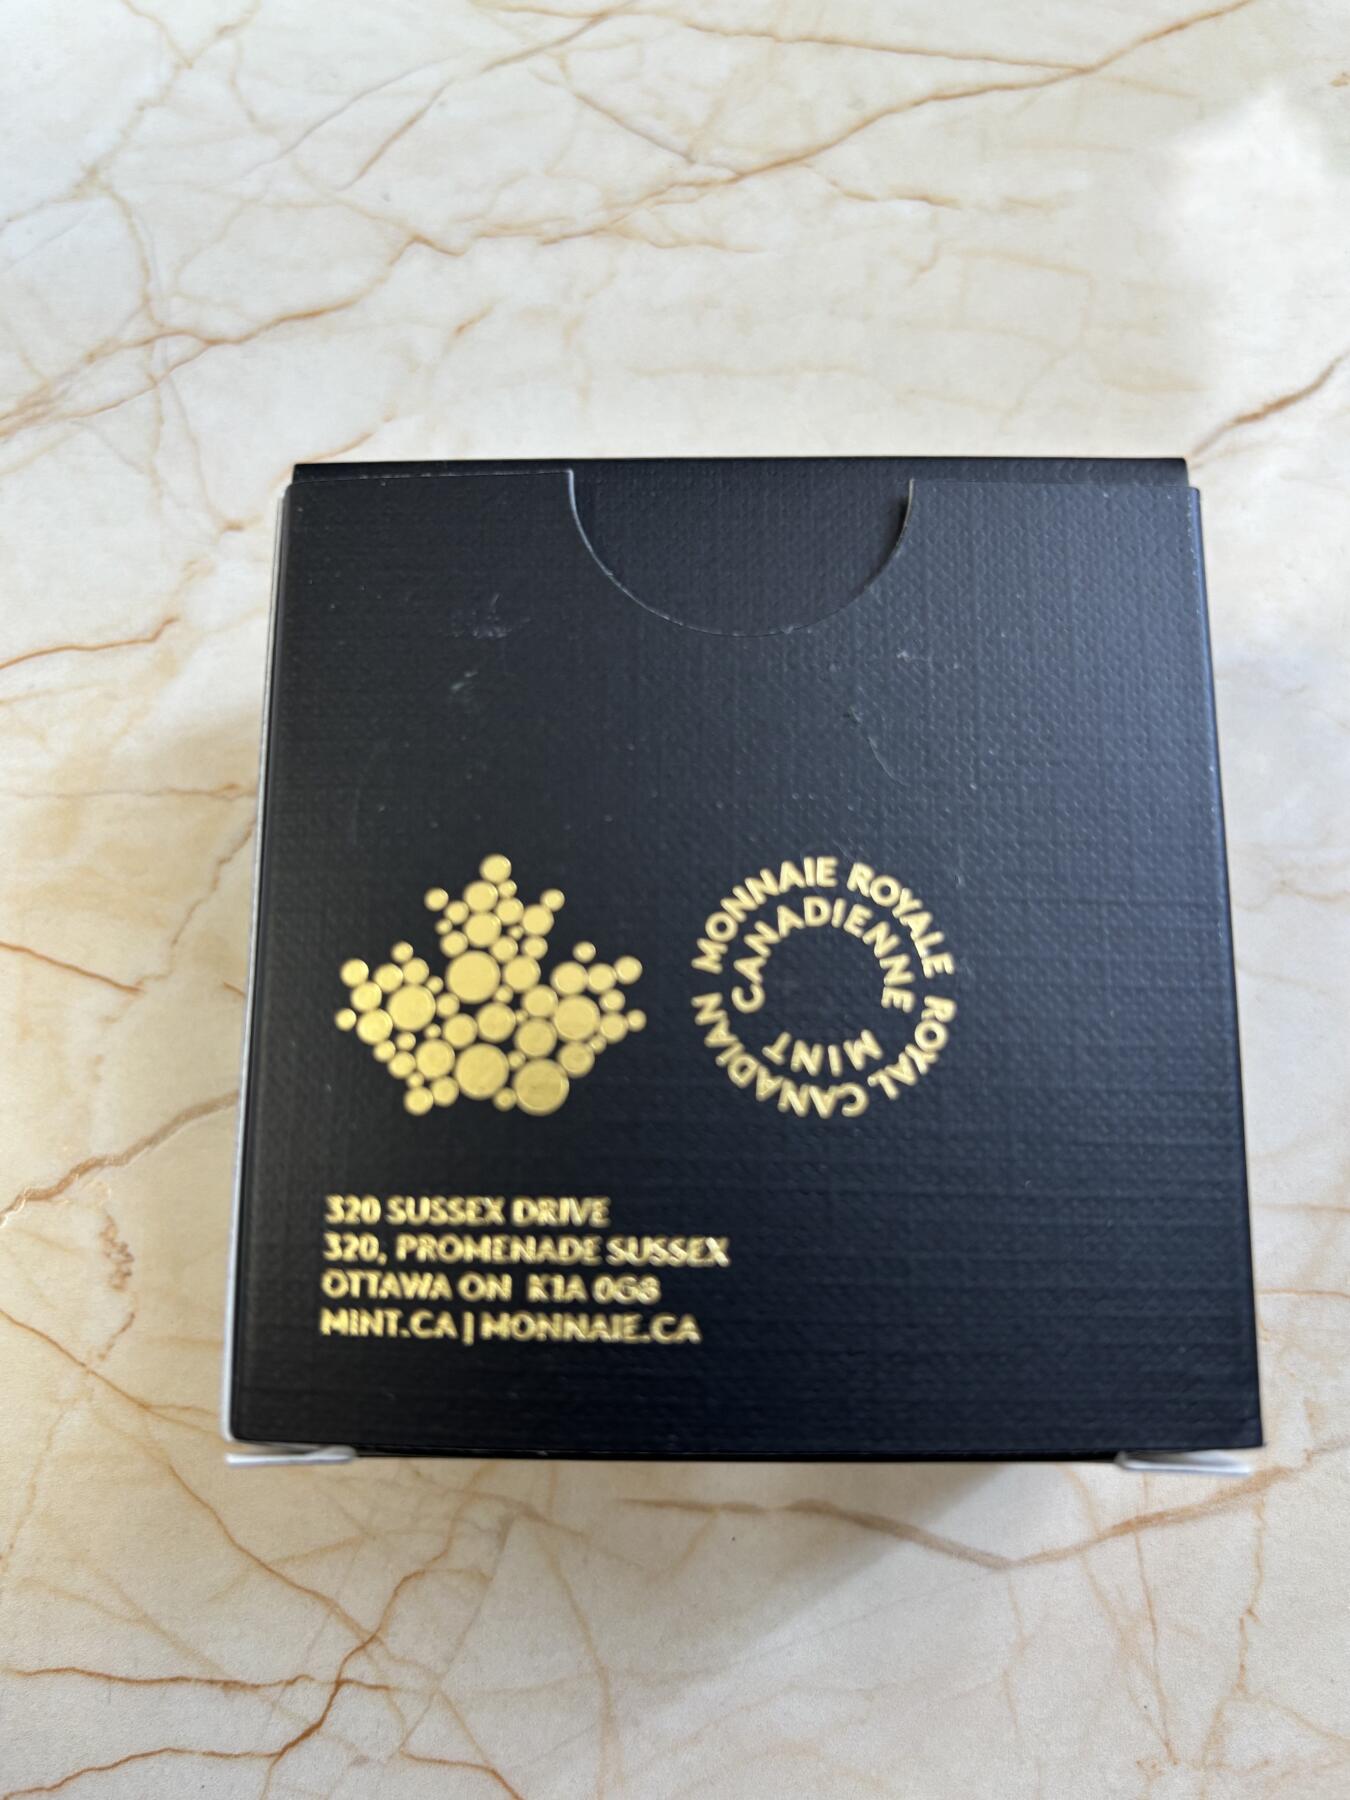 MONNAIE ROYALE
CANADIENNE
MINT
ROYAL CANADIAN
320 SUSSEX DRIVE
320, PROMENADE SUSSEX
OTTAWA ON K1A 0G8
MINT.CA | MONNAIE.CA